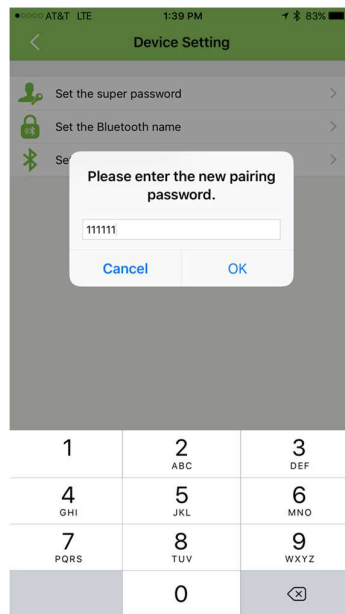 AT&T LTE 1:39 PM 83%
Device Setting
Set the super password
Set the Bluetooth name
Se
Please enter the new pairing
password.
111111
Cancel OK
1 2 3
ABC DEF
4 5 6
GHI JKL MNO
7 8 9
PQRS TUV WXYZ
0